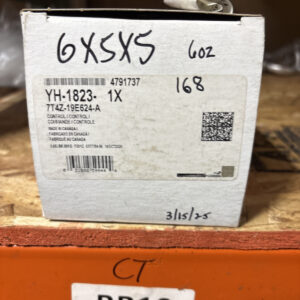 6X5X5
6oz
4791737
168
YH-1823- 1X
7T4Z-19E624-A
CONTROL / CONTROL /
COMMANDE / CONTROLE
MADE IN CANADA /
FABRICADO EN CANADA /
FABRIQUE AU CANADA
3/15/25
CT